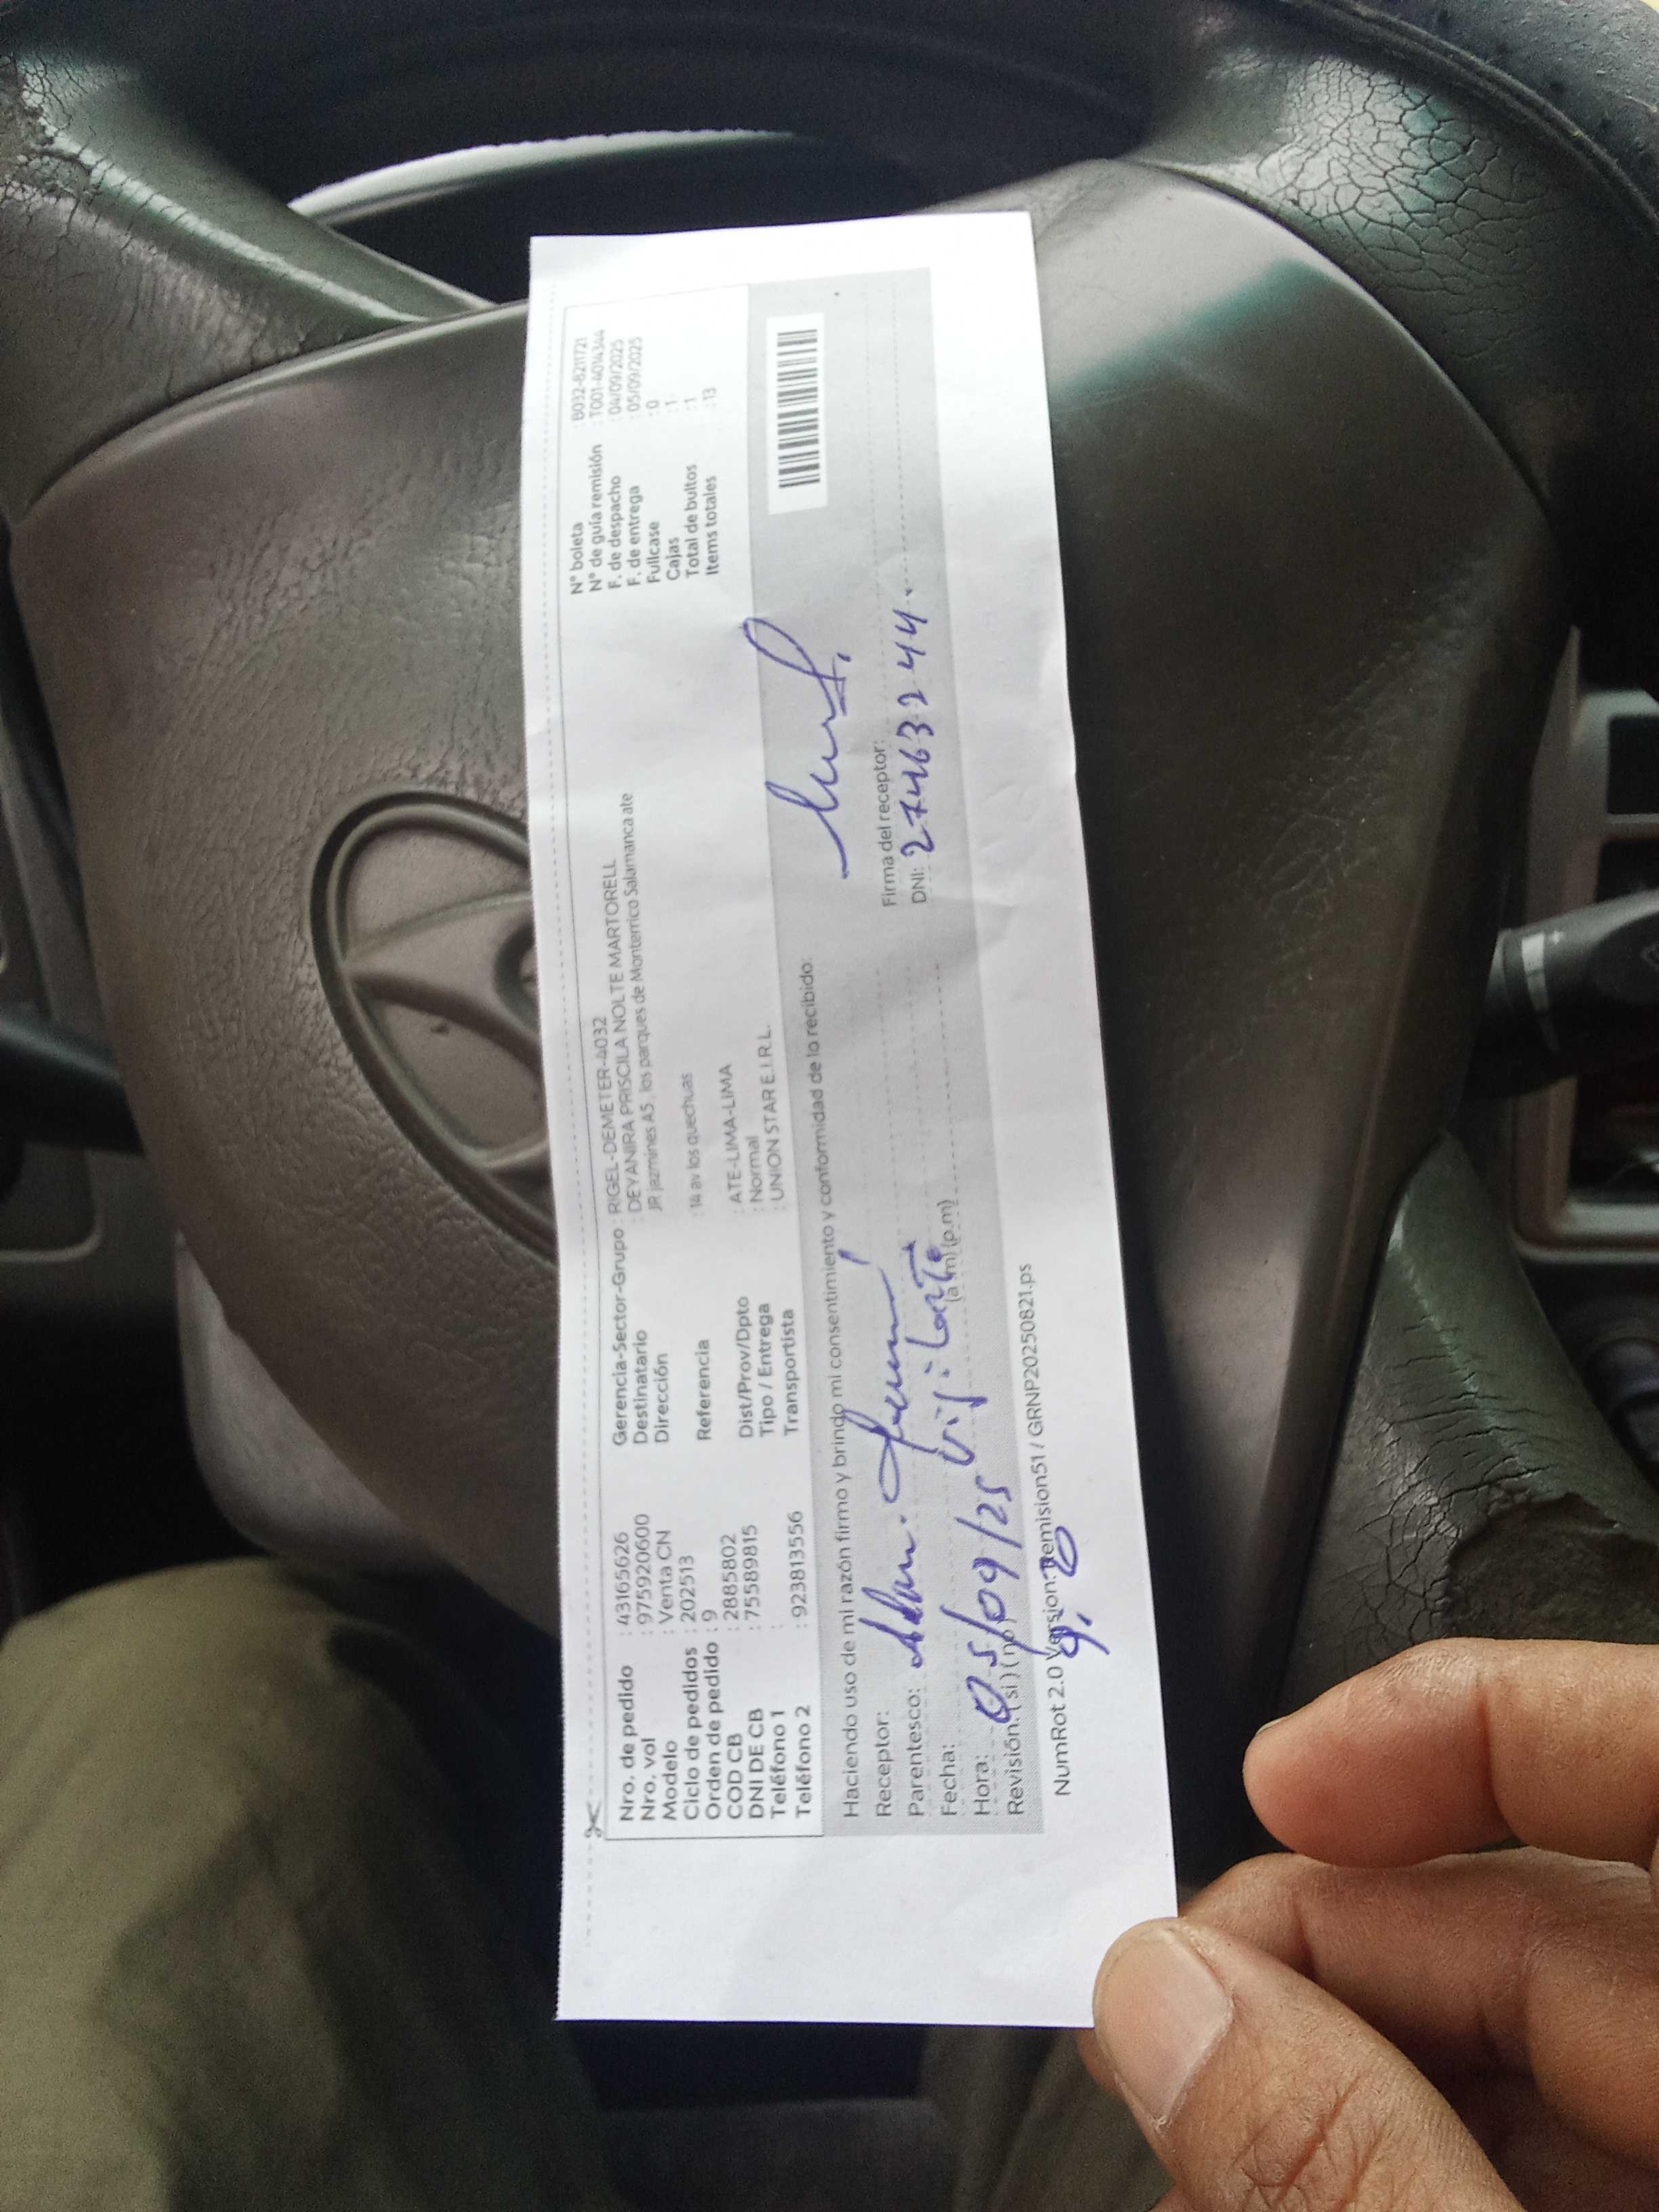 Nro. de pedido : 43165626
Nro. vol : 975920600
Modelo : Venta CN
Ciclo de pedidos : 202513
Orden de pedido : 9
COD CB : 2885802
DNI DE CB : 75589815
Teléfono 1 :
Teléfono 2 : 923813556
Gerencia-Sector-Grupo : RIGEL-DEMETER-4032
Destinatario : DEYANIRA PRISCILA NOLTE MARTORELL
Dirección JR jazmines A5 , los parques de Monterrico Salamanca ate
Referencia : 14 av los quechuas
Dist/Prov/Dpto : ATE-LIMA-LIMA
Tipo / Entrega : Normal
Transportista : UNION STAR E.I.R.L.
N° boleta : B032-8211721
N° de guía remisión : T001-4014344
F. de despacho : 04/09/2025
F. de entrega : 05/09/2025
Fullcase : 0
Cajas : 1
Total de bultos : 1
Items totales : 13
Haciendo uso de mi razón firmo y brindo mi consentimiento y conformidad de lo recibido:
Receptor:
Parentesco:
Fecha: 05/09/25
Hora: (a.m) (p.m)
Revisión: ( si ) ( no )
Firma del receptor:
DNI: 27463244.
NumRot 2.0 Version: Remision51 / GRNP20250821.ps